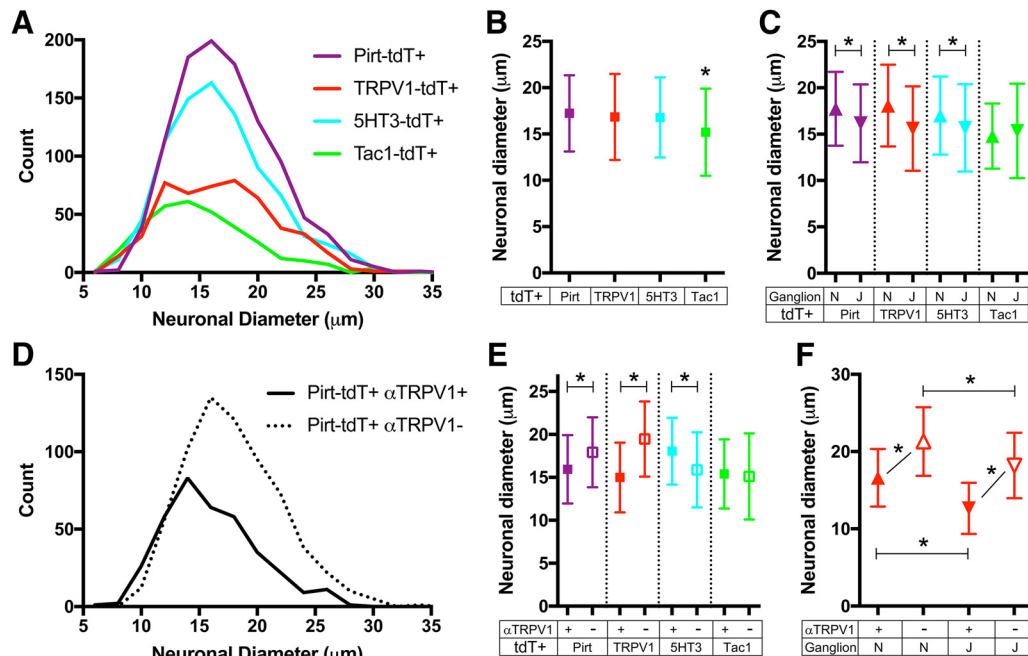 A
200
150
100
50
0
Count
5 10 15 20 25 30 35
Neuronal Diameter (μm)
Pirt-tdT+
TRPV1-tdT+
5HT3-tdT+
Tac1-tdT+
B
25
20
15
10
5
0
Neuronal diameter (μm)
*
tdT+ Pirt TRPV1 5HT3 Tac1
C
25
20
15
10
5
0
Neuronal diameter (μm)
* * *
Ganglion N J N J N J N J
tdT+ Pirt TRPV1 5HT3 Tac1
D
150
100
50
0
Count
5 10 15 20 25 30 35
Neuronal Diameter (μm)
Pirt-tdT+ αTRPV1+
Pirt-tdT+ αTRPV1-
E
25
20
15
10
5
0
Neuronal diameter (μm)
* * *
αTRPV1 + - + - + - + -
tdT+ Pirt TRPV1 5HT3 Tac1
F
30
20
10
0
Neuronal diameter (μm)
*
* *
*
αTRPV1 + - + -
Ganglion N N J J